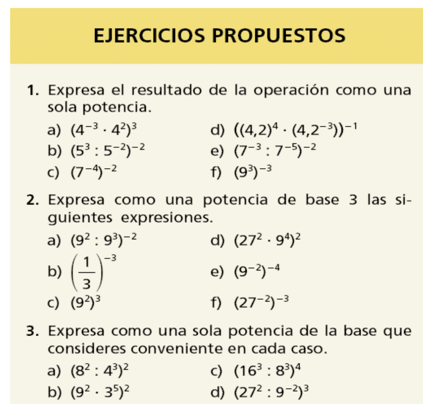 EJERCICIOS PROPUESTOS
1. Expresa el resultado de la operación como una
sola potencia.
a) (4⁻³ · 4²)³ d) ((4,2)⁴ · (4,2⁻³))⁻¹
b) (5³ : 5⁻²)⁻² e) (7⁻³ : 7⁻⁵)⁻²
c) (7⁻⁴)⁻² f) (9³)⁻³
2. Expresa como una potencia de base 3 las si-
guientes expresiones.
a) (9² : 9³)⁻² d) (27² · 9⁴)²
b) (1/3)⁻³ e) (9⁻²)⁻⁴
c) (9²)³ f) (27⁻²)⁻³
3. Expresa como una sola potencia de la base que
consideres conveniente en cada caso.
a) (8² : 4³)² c) (16³ : 8³)⁴
b) (9² · 3⁵)² d) (27² : 9⁻²)³